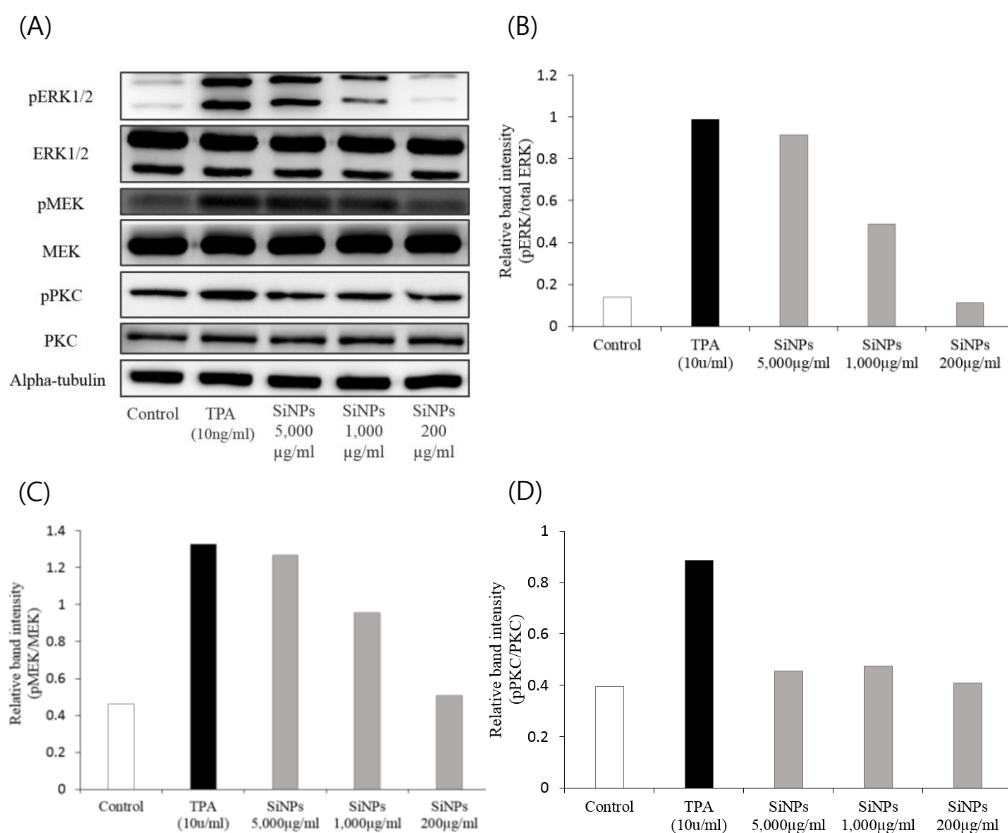 (A)
pERK1/2
ERK1/2
pMEK
MEK
pPKC
PKC
Alpha-tubulin
Control
TPA
(10ng/ml)
SiNPs
5,000
µg/ml
SiNPs
1,000
µg/ml
SiNPs
200
µg/ml
(B)
Relative band intensity
(pERK/total ERK)
1.2
1
0.8
0.6
0.4
0.2
0
Control
TPA
(10u/ml)
SiNPs
5,000µg/ml
SiNPs
1,000µg/ml
SiNPs
200µg/ml
(C)
Relative band intensity
(pMEK/MEK)
1.4
1.2
1
0.8
0.6
0.4
0.2
0
Control
TPA
(10u/ml)
SiNPs
5,000µg/ml
SiNPs
1,000µg/ml
SiNPs
200µg/ml
(D)
Relative band intensity
(pPKC/PKC)
1
0.8
0.6
0.4
0.2
0
Control
TPA
(10u/ml)
SiNPs
5,000µg/ml
SiNPs
1,000µg/ml
SiNPs
200µg/ml